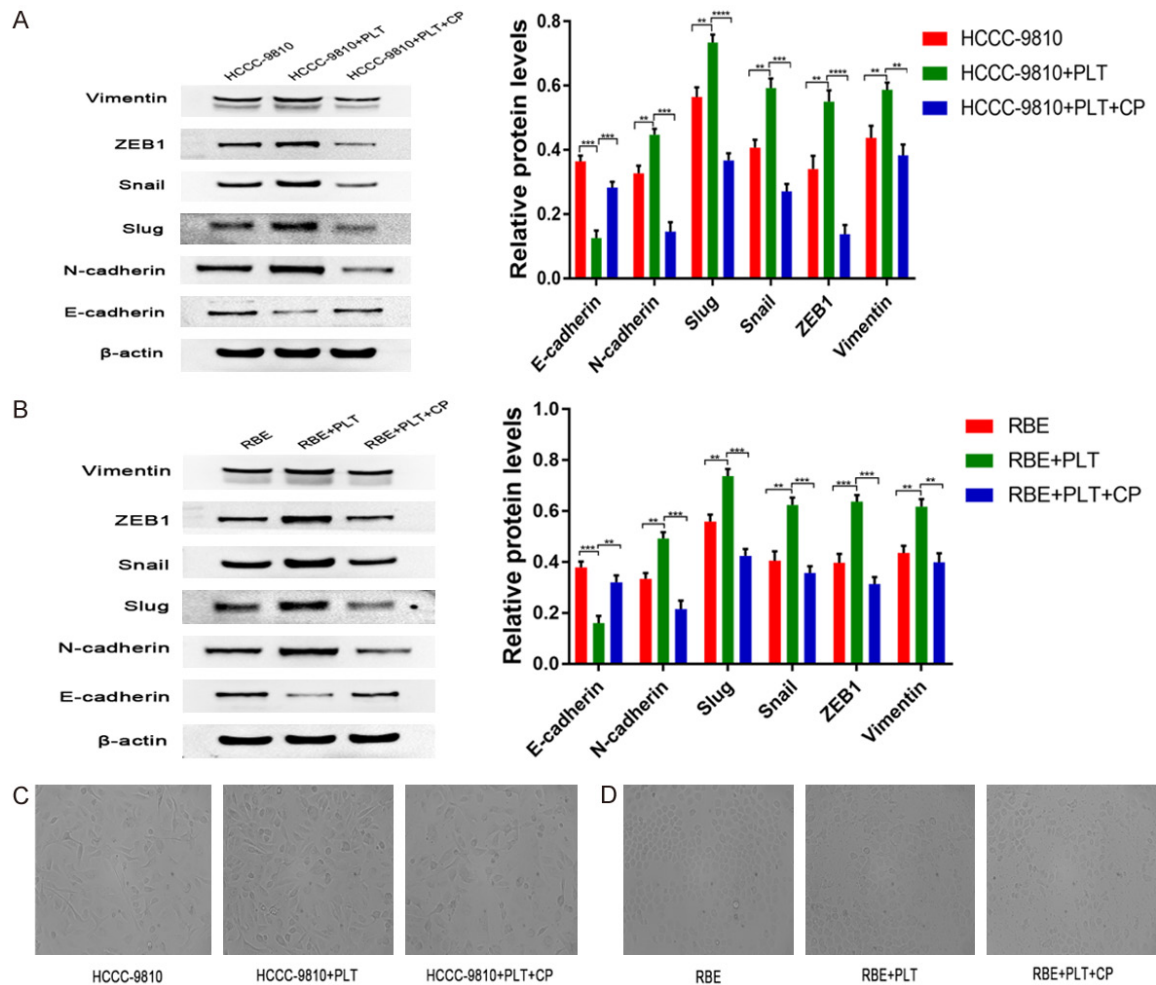 A
HCCC-9810
HCCC-9810+PLT
HCCC-9810+PLT+CP
Vimentin
ZEB1
Snail
Slug
N-cadherin
E-cadherin
β-actin
Relative protein levels
0.8
0.6
0.4
0.2
0.0
** **** 
*** *** ** *** ** *** ** **** ** **
E-cadherin
N-cadherin
Slug
Snail
ZEB1
Vimentin
HCCC-9810
HCCC-9810+PLT
HCCC-9810+PLT+CP
B
RBE
RBE+PLT
RBE+PLT+CP
Vimentin
ZEB1
Snail
Slug
N-cadherin
E-cadherin
β-actin
Relative protein levels
1.0
0.8
0.6
0.4
0.2
0.0
** ***
*** ** ** *** ** *** *** *** ** **
E-cadherin
N-cadherin
Slug
Snail
ZEB1
Vimentin
RBE
RBE+PLT
RBE+PLT+CP
C
HCCC-9810
HCCC-9810+PLT
HCCC-9810+PLT+CP
D
RBE
RBE+PLT
RBE+PLT+CP